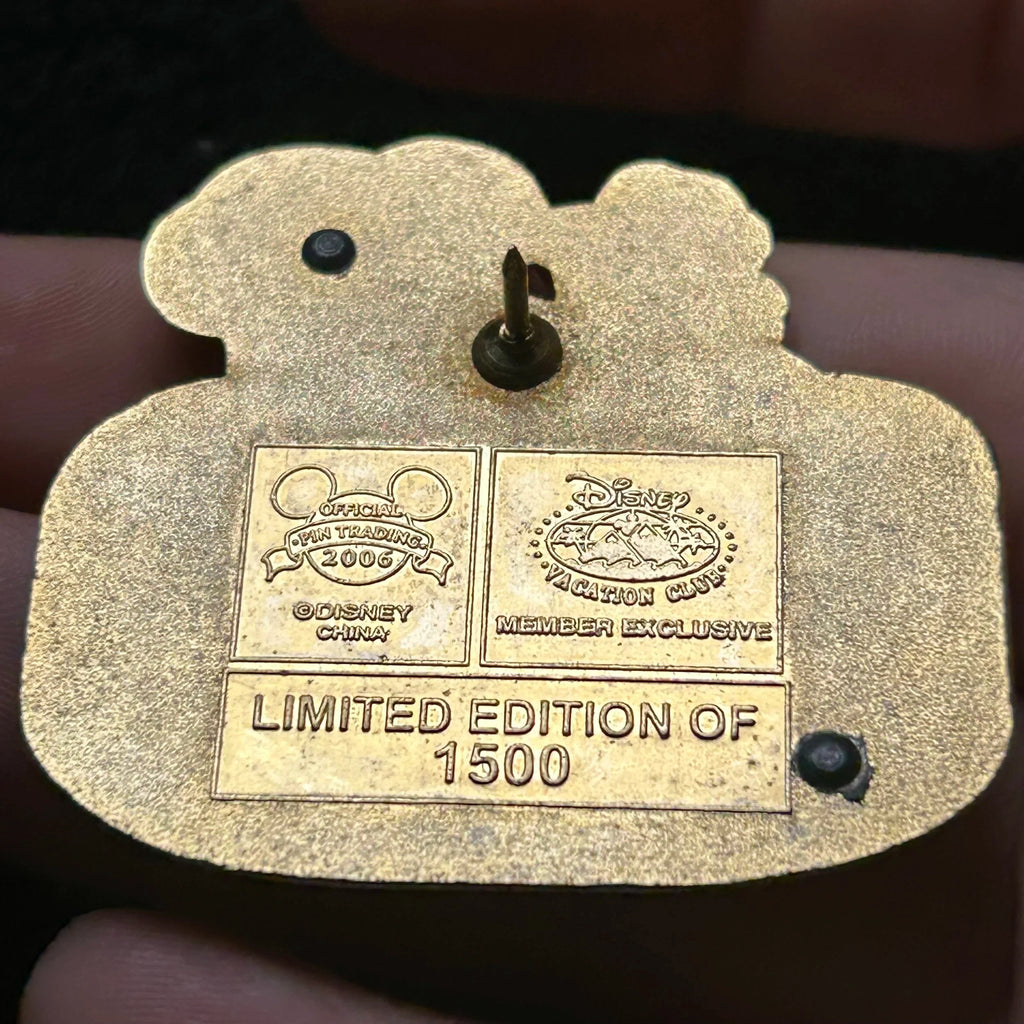 OFFICIAL
PIN TRADING
2006
©DISNEY
CHINA
DISNEY
VACATION CLUB
MEMBER EXCLUSIVE
LIMITED EDITION OF
1500